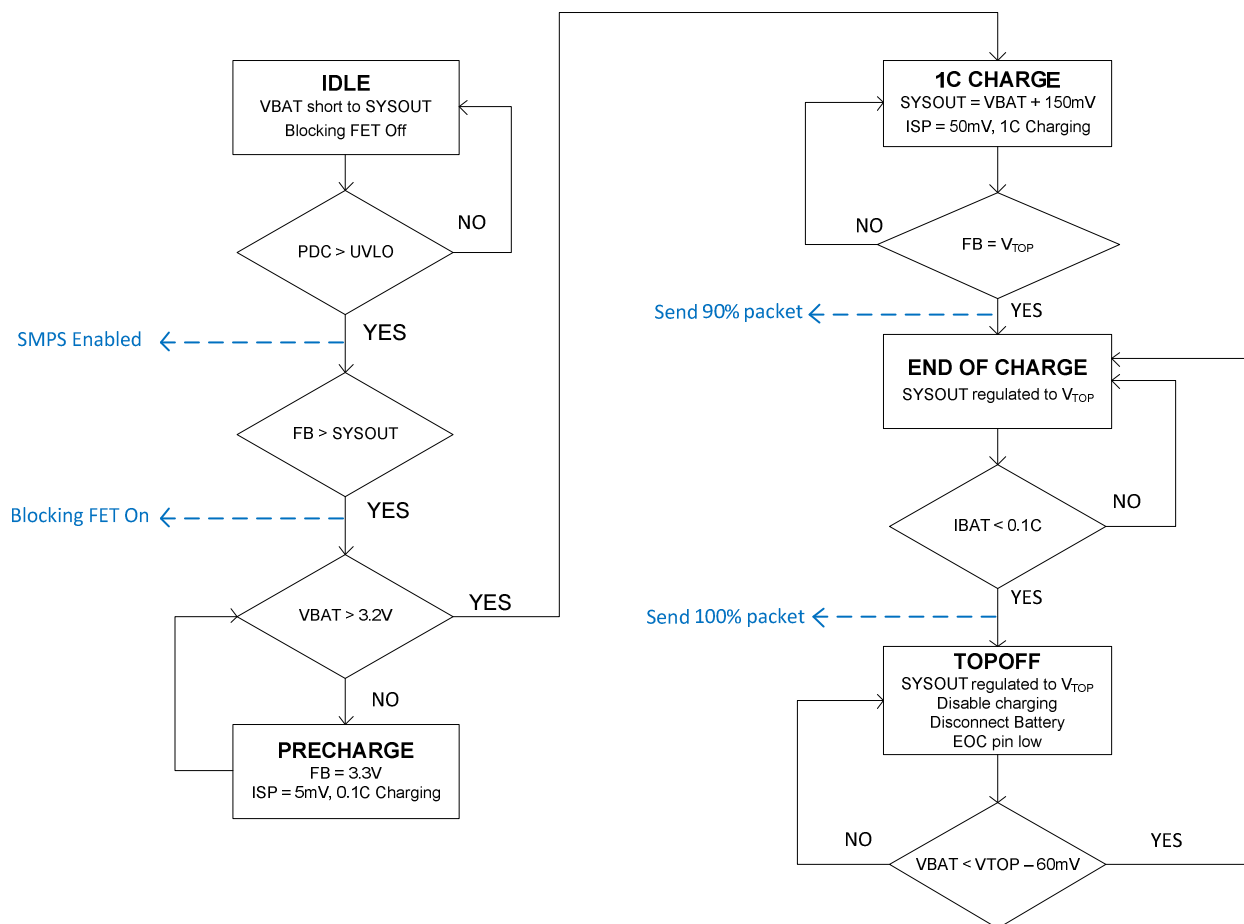 IDLE
VBAT short to SYSOUT
Blocking FET Off
NO
PDC > UVLO
YES
SMPS Enabled
FB > SYSOUT
YES
Blocking FET On
VBAT > 3.2V
YES
NO
PRECHARGE
FB = 3.3V
ISP = 5mV, 0.1C Charging
1C CHARGE
SYSOUT = VBAT + 150mV
ISP = 50mV, 1C Charging
NO
FB = VTOP
YES
Send 90% packet
END OF CHARGE
SYSOUT regulated to VTOP
NO
IBAT < 0.1C
YES
Send 100% packet
TOPOFF
SYSOUT regulated to VTOP
Disable charging
Disconnect Battery
EOC pin low
NO
YES
VBAT < VTOP – 60mV